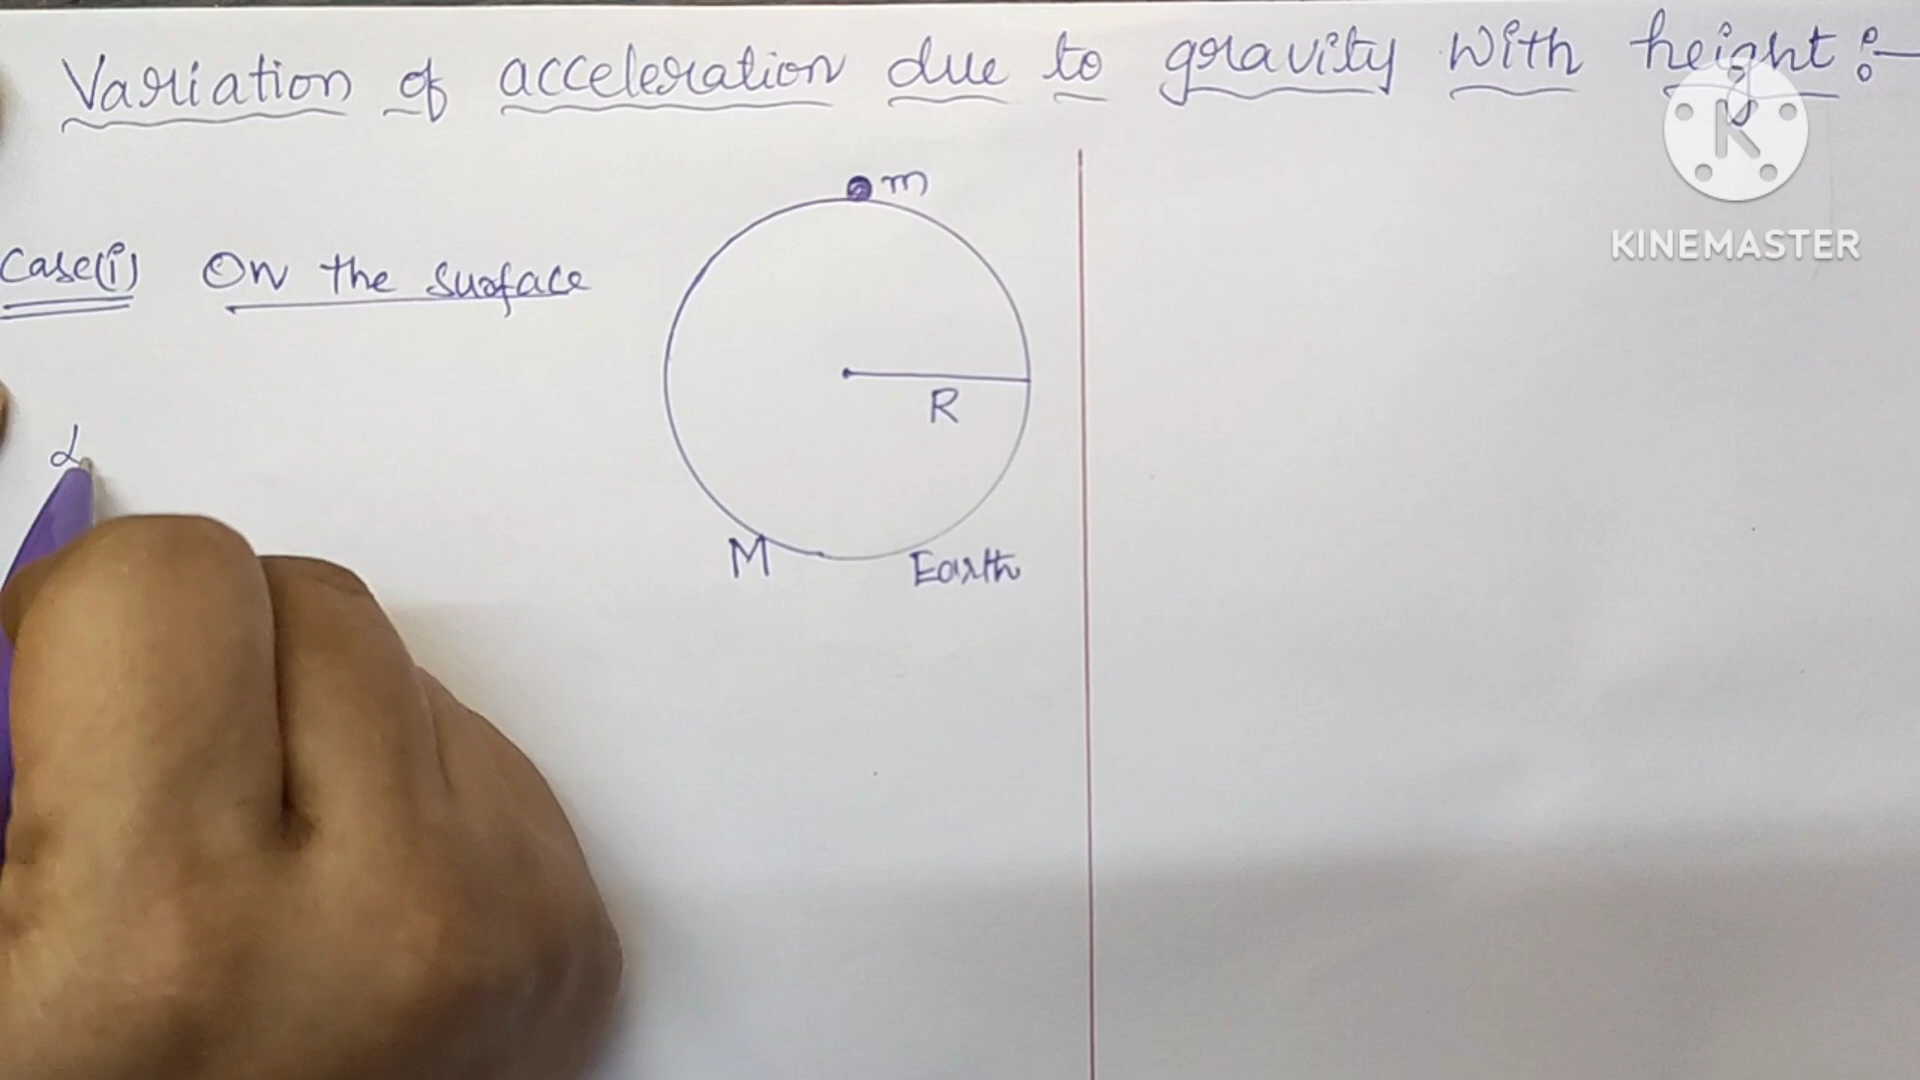 Variation of acceleration due to gravity with height :-
K
KINEMASTER
m
Case(i) On the surface
R
M
Earth